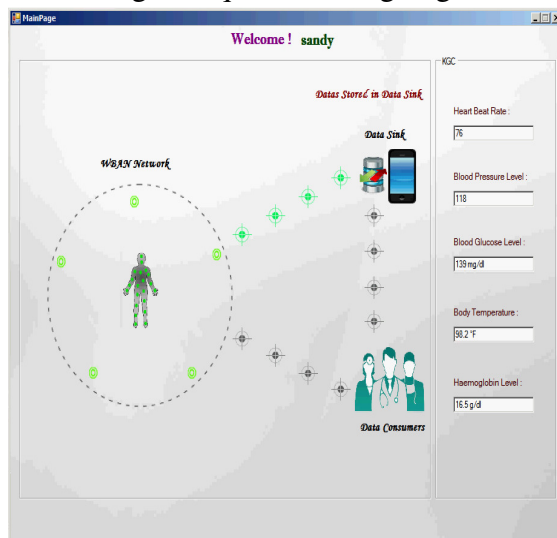 MainPage
Welcome ! sandy
KGC
Datas Stored in Data Sink
Data Sink
WBAN Network
Data Consumers
Heart Beat Rate :
76
Blood Pressure Level :
118
Blood Glucose Level :
139 mg/dl
Body Temperature :
98.2 °F
Haemoglobin Level :
16.5 g/dl